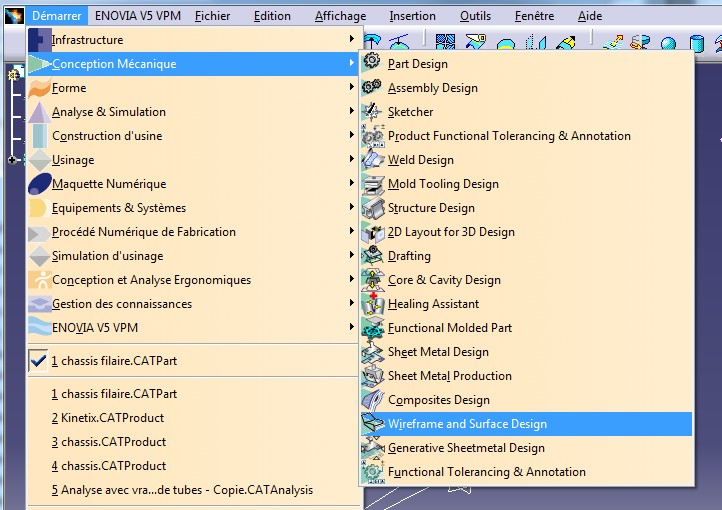 Démarrer ENOVIA V5 VPM Fichier Edition Affichage Insertion Outils Fenêtre Aide
Infrastructure
Conception Mécanique
Forme
Analyse & Simulation
Construction d'usine
Usinage
Maquette Numérique
Equipements & Systèmes
Procédé Numérique de Fabrication
Simulation d'usinage
Conception et Analyse Ergonomiques
Gestion des connaissances
ENOVIA V5 VPM
1 chassis filaire.CATPart
1 chassis filaire.CATPart
2 Kinetix.CATProduct
3 chassis.CATProduct
4 chassis.CATProduct
5 Analyse avec vra...de tubes - Copie.CATAnalysis
Part Design
Assembly Design
Sketcher
Product Functional Tolerancing & Annotation
Weld Design
Mold Tooling Design
Structure Design
2D Layout for 3D Design
Drafting
Core & Cavity Design
Healing Assistant
Functional Molded Part
Sheet Metal Design
Sheet Metal Production
Composites Design
Wireframe and Surface Design
Generative Sheetmetal Design
Functional Tolerancing & Annotation